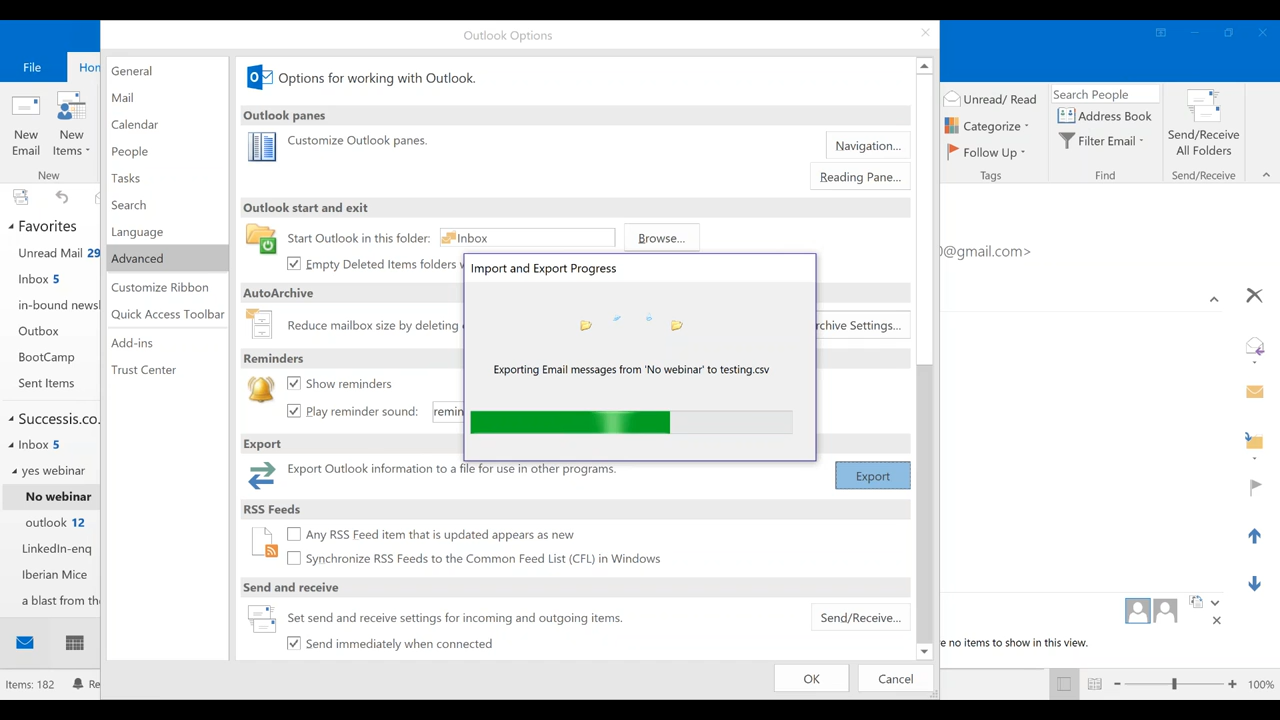 Outlook Options
File
Hon
New Email
New Items
New
Favorites
Unread Mail 29
Inbox 5
in-bound newsl
Outbox
BootCamp
Sent Items
Successis.co.
Inbox 5
yes webinar
No webinar
outlook 12
LinkedIn-enq
Iberian Mice
a blast from the
Items: 182
Re
General
Mail
Calendar
People
Tasks
Search
Language
Advanced
Customize Ribbon
Quick Access Toolbar
Add-ins
Trust Center
Options for working with Outlook.
Outlook panes
Customize Outlook panes.
Navigation...
Reading Pane...
Outlook start and exit
Start Outlook in this folder: Inbox Browse...
Empty Deleted Items folders w
AutoArchive
Reduce mailbox size by deleting
rchive Settings...
Reminders
Show reminders
Play reminder sound: remin
Export
Export Outlook information to a file for use in other programs.
Export
RSS Feeds
Any RSS Feed item that is updated appears as new
Synchronize RSS Feeds to the Common Feed List (CFL) in Windows
Send and receive
Set send and receive settings for incoming and outgoing items.
Send/Receive...
Send immediately when connected
OK
Cancel
Import and Export Progress
Exporting Email messages from 'No webinar' to testing.csv
Unread/ Read
Categorize
Follow Up
Tags
Search People
Address Book
Filter Email
Find
Send/Receive
All Folders
Send/Receive
@gmail.com>
e no items to show in this view.
100%